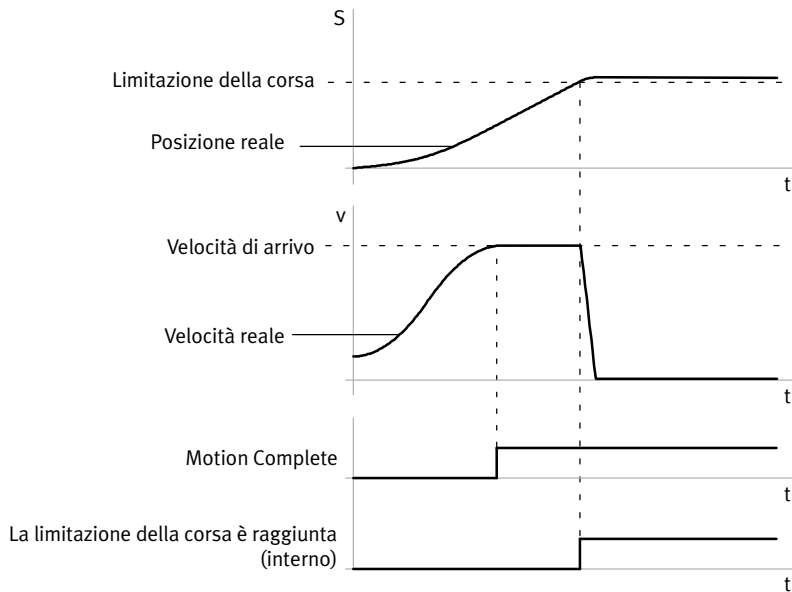 S
Limitazione della corsa
Posizione reale
t
v
Velocità di arrivo
Velocità reale
t
Motion Complete
t
La limitazione della corsa è raggiunta
(interno)
t